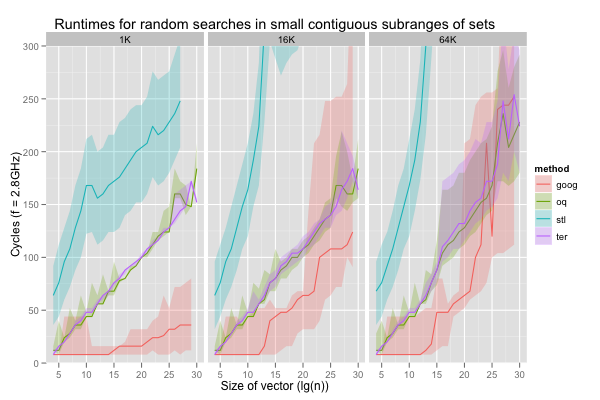 Runtimes for random searches in small contiguous subranges of sets
1K 16K 64K
300
250
200
150
100
50
0
Cycles (f = 2.8GHz)
5 10 15 20 25 30 5 10 15 20 25 30 5 10 15 20 25 30
Size of vector (lg(n))
method
goog
oq
stl
ter